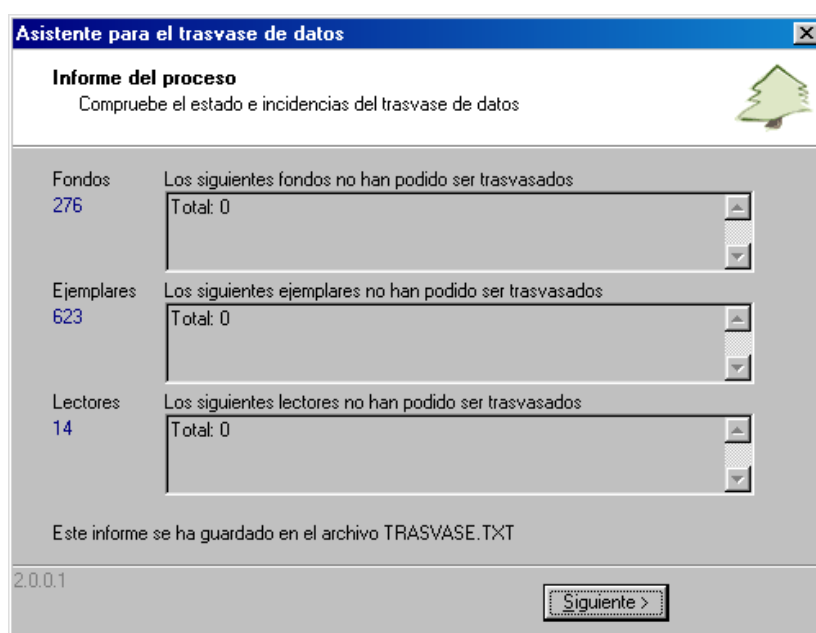 Asistente para el trasvase de datos
Informe del proceso
Compruebe el estado e incidencias del trasvase de datos
Fondos Los siguientes fondos no han podido ser trasvasados
276 Total: 0
Ejemplares Los siguientes ejemplares no han podido ser trasvasados
623 Total: 0
Lectores Los siguientes lectores no han podido ser trasvasados
14 Total: 0
Este informe se ha guardado en el archivo TRASVASE.TXT
2.0.0.1
Siguiente >